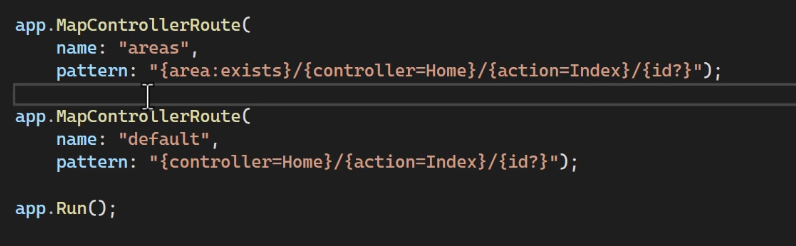 app.MapControllerRoute(
    name: "areas",
    pattern: "{area:exists}/{controller=Home}/{action=Index}/{id?}");
app.MapControllerRoute(
    name: "default",
    pattern: "{controller=Home}/{action=Index}/{id?}");
app.Run();